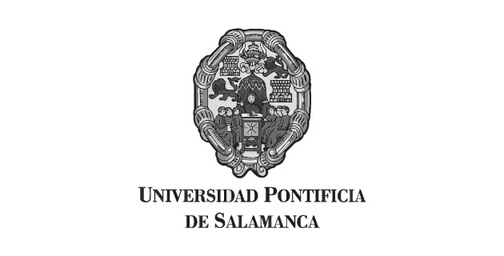 UNIVERSIDAD PONTIFICIA
DE SALAMANCA